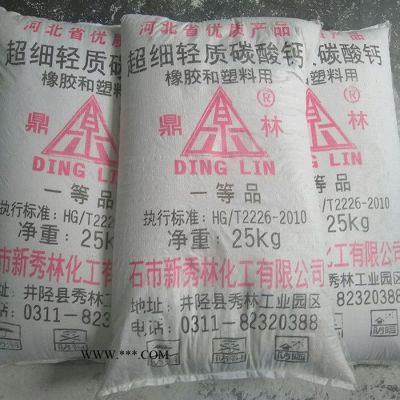 河北省优质产品
超细轻质碳酸钙
橡胶和塑料用
鼎 林
®
DING LIN
一等品
执行标准：HG/T2226-2010
净重：25kg
石市新秀林化工有限公司
地址：井陉县秀林工业园区
电话：0311-82320388
WWW.***.COM